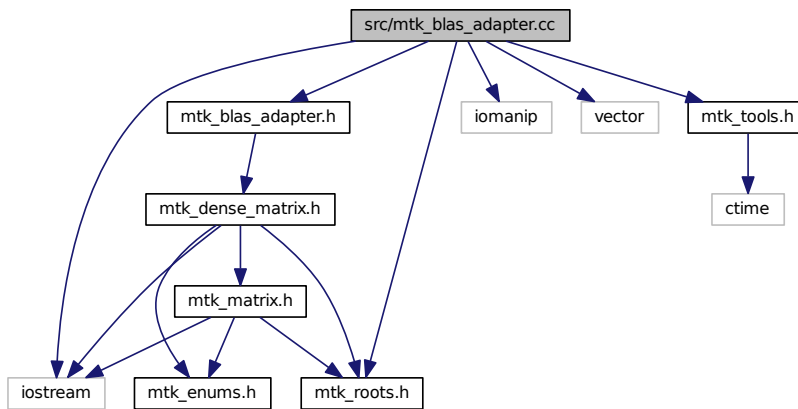 src/mtk_blas_adapter.cc
mtk_blas_adapter.h
iomanip
vector
mtk_tools.h
mtk_dense_matrix.h
ctime
mtk_matrix.h
iostream
mtk_enums.h
mtk_roots.h